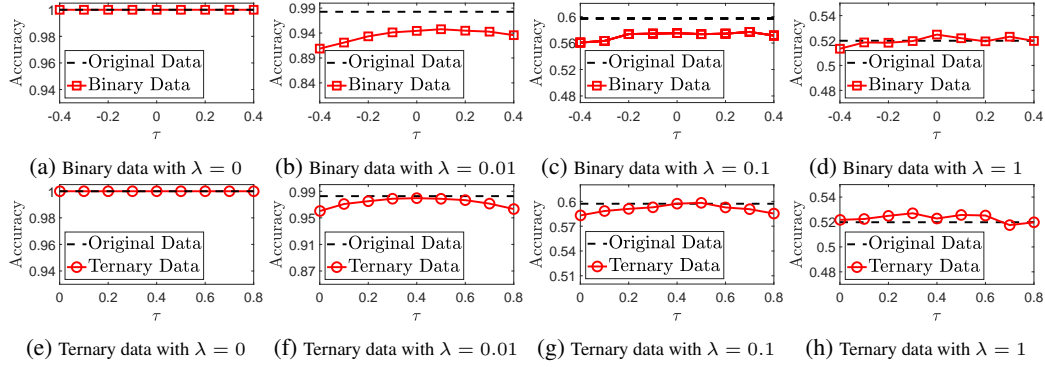 1
0.98
0.96
0.94
Accuracy
Original Data
Binary Data
-0.4 -0.2 0 0.2 0.4
τ
(a) Binary data with λ = 0
0.99
0.94
0.89
0.84
Accuracy
Original Data
Binary Data
-0.4 -0.2 0 0.2 0.4
τ
(b) Binary data with λ = 0.01
0.6
0.56
0.52
0.48
Accuracy
Original Data
Binary Data
-0.4 -0.2 0 0.2 0.4
τ
(c) Binary data with λ = 0.1
0.54
0.52
0.5
0.48
Accuracy
Original Data
Binary Data
-0.4 -0.2 0 0.2 0.4
τ
(d) Binary data with λ = 1
1
0.98
0.96
0.94
Accuracy
Original Data
Ternary Data
0 0.2 0.4 0.6 0.8
τ
(e) Ternary data with λ = 0
0.99
0.95
0.91
0.87
Accuracy
Original Data
Ternary Data
0 0.2 0.4 0.6 0.8
τ
(f) Ternary data with λ = 0.01
0.6
0.57
0.54
0.51
Accuracy
Original Data
Ternary Data
0 0.2 0.4 0.6 0.8
τ
(g) Ternary data with λ = 0.1
0.54
0.52
0.5
0.48
Accuracy
Original Data
Ternary Data
0 0.2 0.4 0.6 0.8
τ
(h) Ternary data with λ = 1